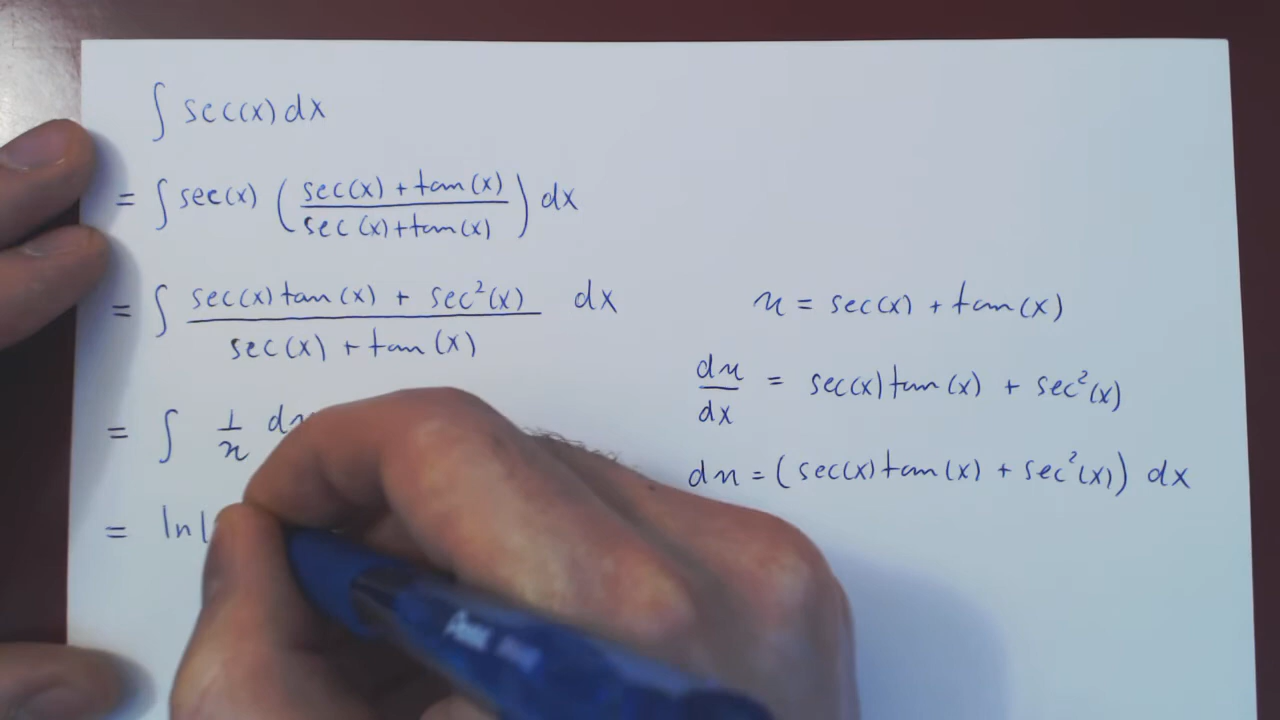 ∫ sec(x) dx
= ∫ sec(x) ( (sec(x) + tan(x)) / (sec(x) + tan(x)) ) dx
= ∫ (sec(x) tan(x) + sec²(x)) / (sec(x) + tan(x)) dx
= ∫ 1/u du
= ln |
u = sec(x) + tan(x)
du/dx = sec(x) tan(x) + sec²(x)
du = (sec(x) tan(x) + sec²(x)) dx